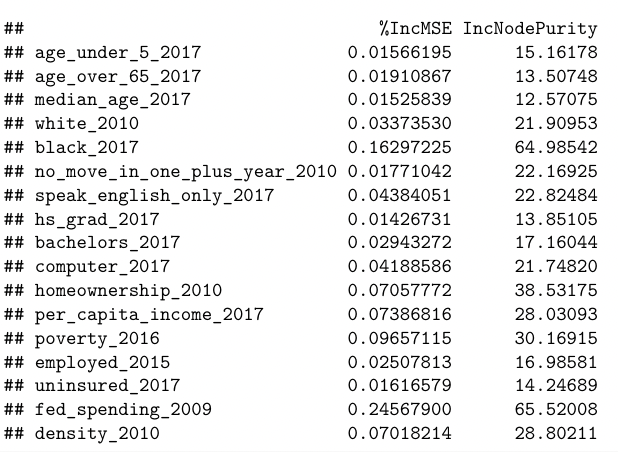 ## %IncMSE IncNodePurity
## age_under_5_2017 0.01566195 15.16178
## age_over_65_2017 0.01910867 13.50748
## median_age_2017 0.01525839 12.57075
## white_2010 0.03373530 21.90953
## black_2017 0.16297225 64.98542
## no_move_in_one_plus_year_2010 0.01771042 22.16925
## speak_english_only_2017 0.04384051 22.82484
## hs_grad_2017 0.01426731 13.85105
## bachelors_2017 0.02943272 17.16044
## computer_2017 0.04188586 21.74820
## homeownership_2010 0.07057772 38.53175
## per_capita_income_2017 0.07386816 28.03093
## poverty_2016 0.09657115 30.16915
## employed_2015 0.02507813 16.98581
## uninsured_2017 0.01616579 14.24689
## fed_spending_2009 0.24567900 65.52008
## density_2010 0.07018214 28.80211